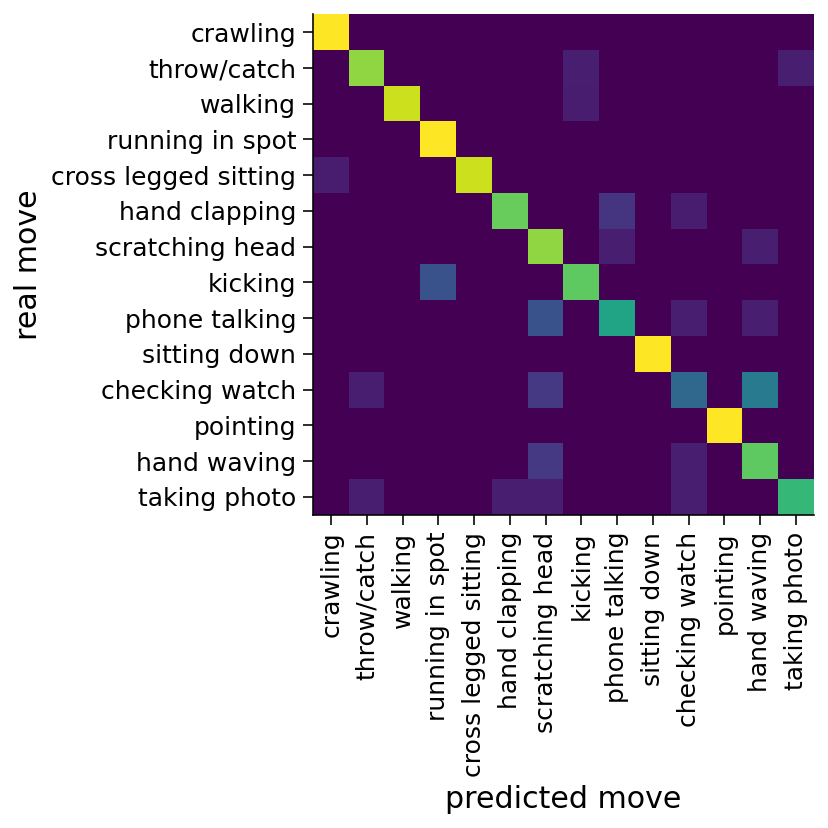 crawling
throw/catch
walking
running in spot
cross legged sitting
hand clapping
scratching head
kicking
phone talking
sitting down
checking watch
pointing
hand waving
taking photo
real move
crawling
throw/catch
walking
running in spot
cross legged sitting
hand clapping
scratching head
kicking
phone talking
sitting down
checking watch
pointing
hand waving
taking photo
predicted move